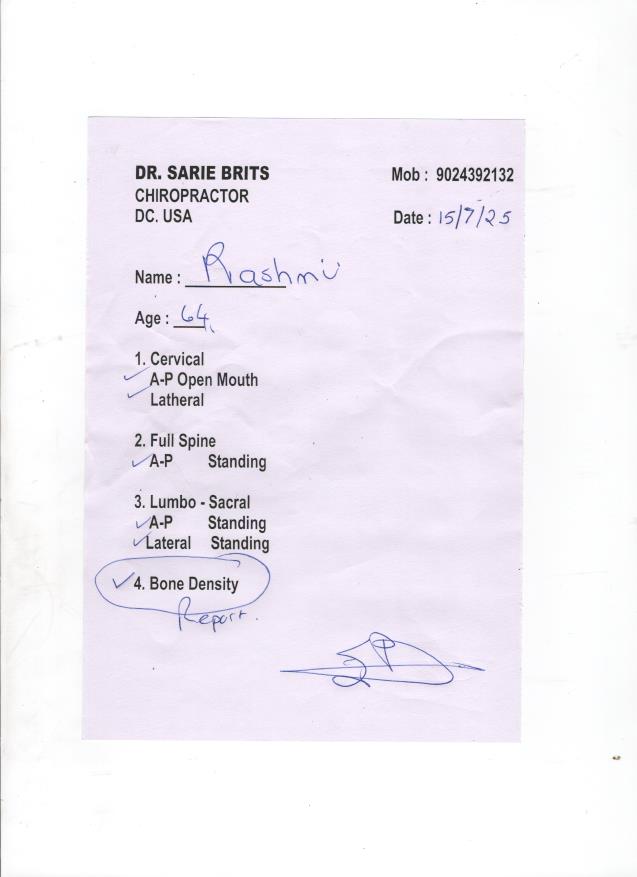 DR. SARIE BRITS
CHIROPRACTOR
DC. USA
Mob : 9024392132
Date : 15/7/25
Name : Rashmi
Age : 64
1. Cervical
✓ A-P Open Mouth
✓ Latheral
2. Full Spine
✓ A-P Standing
3. Lumbo - Sacral
✓ A-P Standing
✓ Lateral Standing
✓ 4. Bone Density
Report.